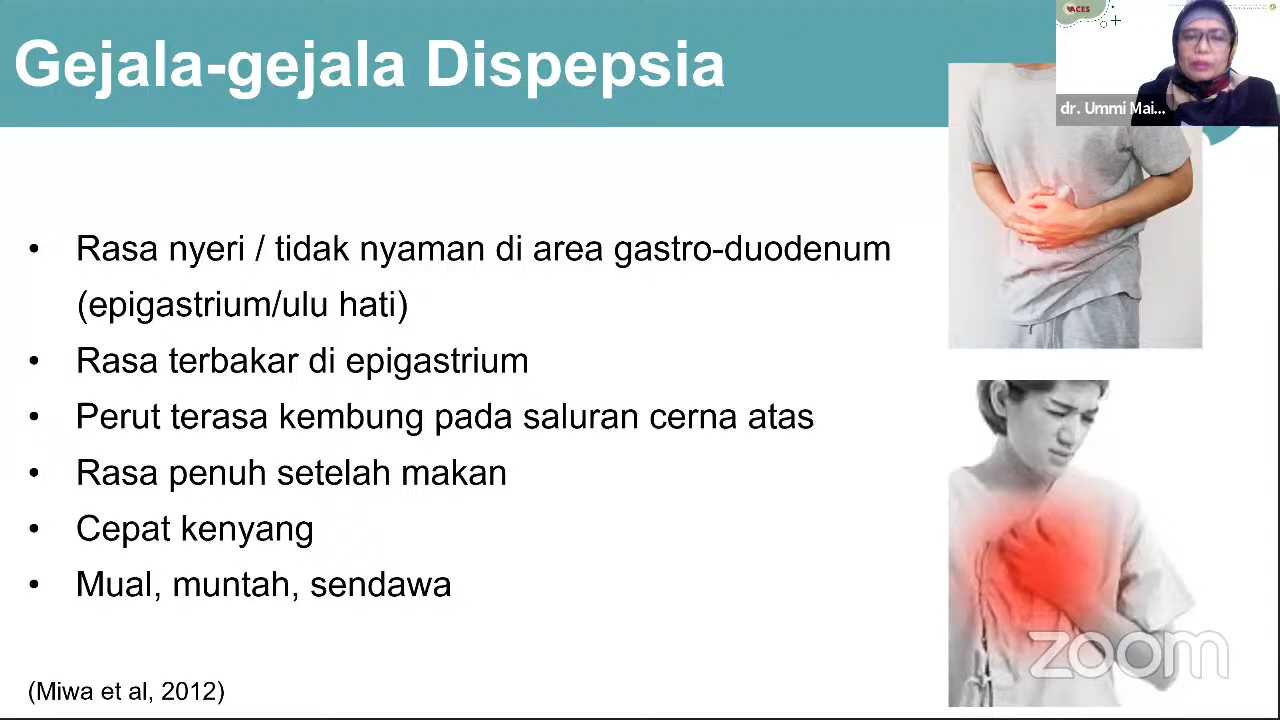 Gejala-gejala Dispepsia
ACES
dr. Ummi Mai...
• Rasa nyeri / tidak nyaman di area gastro-duodenum
(epigastrium/ulu hati)
• Rasa terbakar di epigastrium
• Perut terasa kembung pada saluran cerna atas
• Rasa penuh setelah makan
• Cepat kenyang
• Mual, muntah, sendawa
(Miwa et al, 2012)
zoom